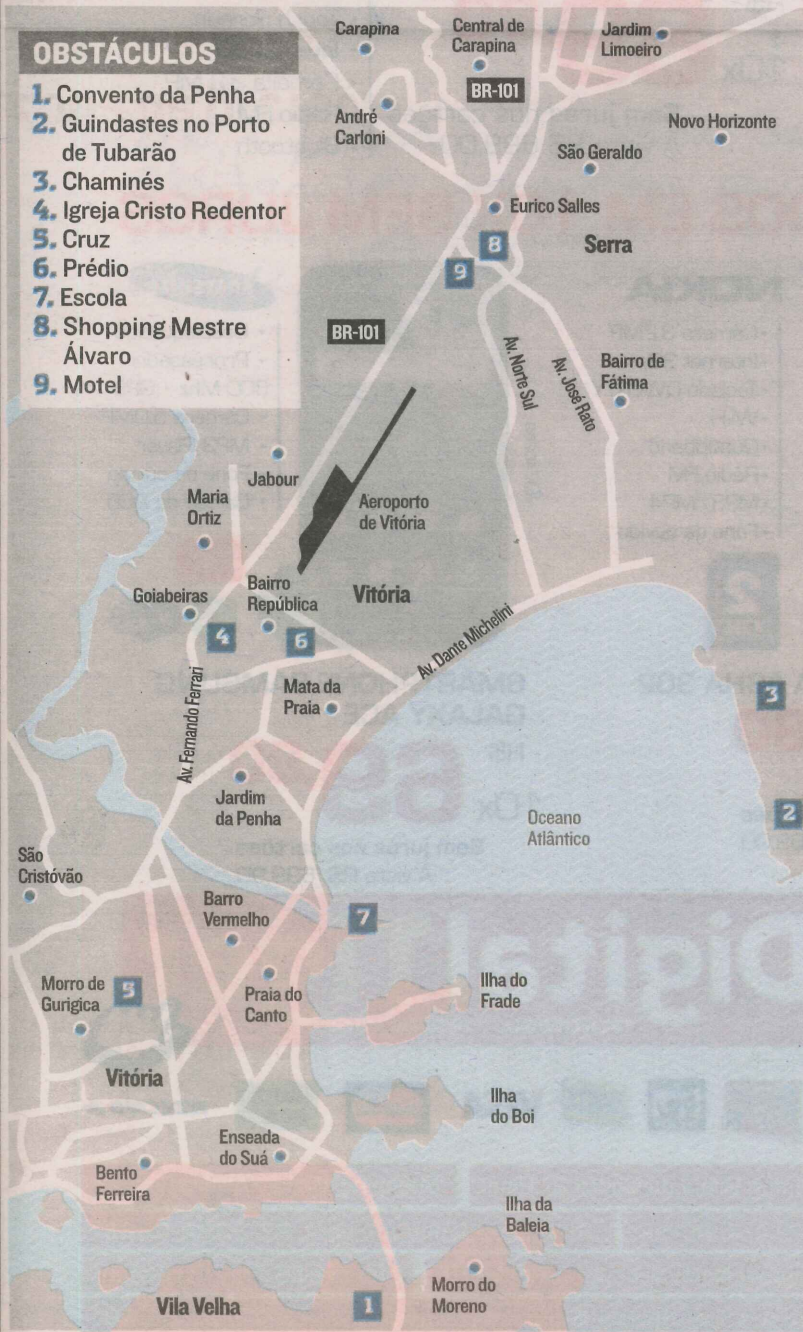 OBSTÁCULOS
1. Convento da Penha
2. Guindastes no Porto
de Tubarão
3. Chaminés
4. Igreja Cristo Redentor
5. Cruz
6. Prédio
7. Escola
8. Shopping Mestre
Álvaro
9. Motel
Carapina
Central de
Carapina
Jardim
Limoeiro
BR-101
André
Carloni
Novo Horizonte
São Geraldo
Eurico Salles
8
Serra
9
BR-101
Av. Norte Sul
Av. José Rato
Bairro de
Fátima
Jabour
Maria
Ortiz
Aeroporto
de Vitória
Goiabeiras
Bairro
República
Vitória
4
6
Av. Dante Michelini
Av. Fernando Ferrari
Mata da
Praia
3
Jardim
da Penha
Oceano
Atlântico
2
São
Cristóvão
Barro
Vermelho
7
Morro de
Gurigica
5
Praia do
Canto
Ilha do
Frade
Vitória
Ilha
do Boi
Enseada
do Suá
Bento
Ferreira
Ilha da
Baleia
Vila Velha
1
Morro do
Moreno